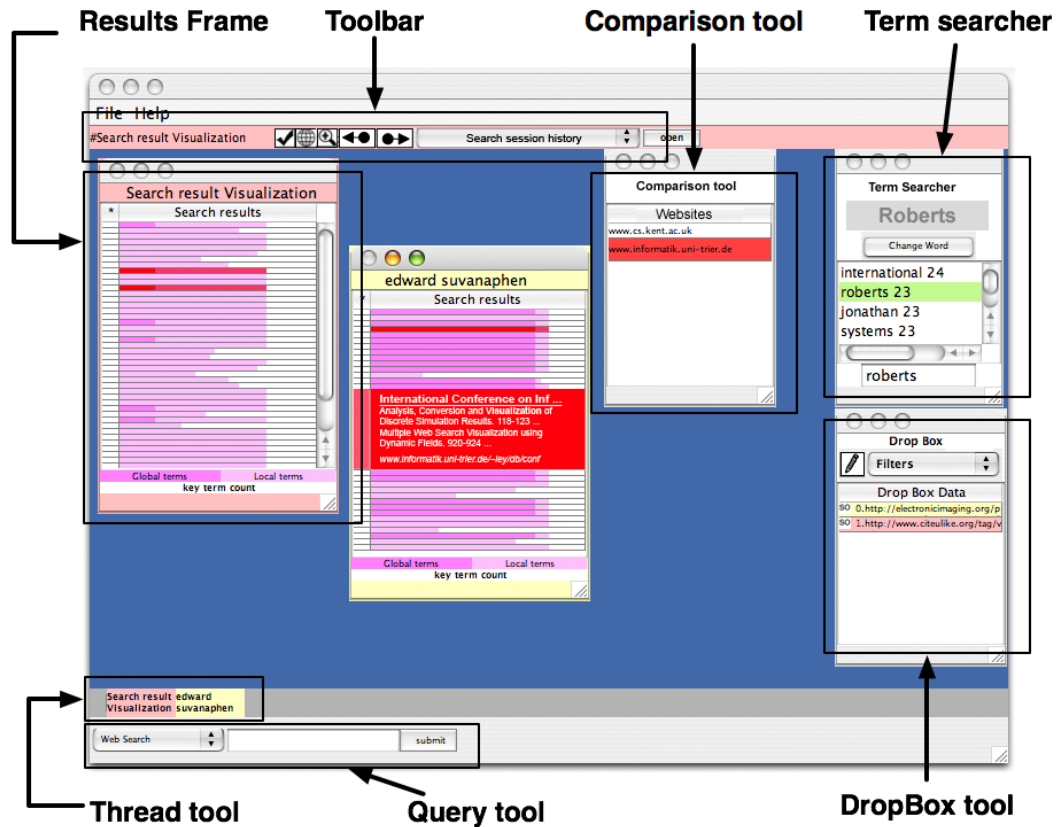 Results Frame
Toolbar
Comparison tool
Term searcher
File Help
#Search result Visualization
Search session history
open
Search result Visualization
* Search results
Global terms Local terms
key term count
edward suvanaphen
* Search results
International Conference on Inf ...
Analysis, Conversion and Visualization of
Discrete Simulation Results. 118-123 ...
Multiple Web Search Visualization using
Dynamic Fields. 920-924 ...
www.informatik.uni-trier.de/~ley/db/conf
Global terms Local terms
key term count
Comparison tool
Websites
www.cs.kent.ac.uk
www.informatik.uni-trier.de
Term Searcher
Roberts
Change Word
international 24
roberts 23
jonathan 23
systems 23
roberts
Drop Box
Filters
Drop Box Data
SO 0.http://electronicimaging.org/p
SO 1.http://www.citeulike.org/tag/v
Search result edward
Visualization suvanaphen
Web Search
submit
Thread tool
Query tool
DropBox tool